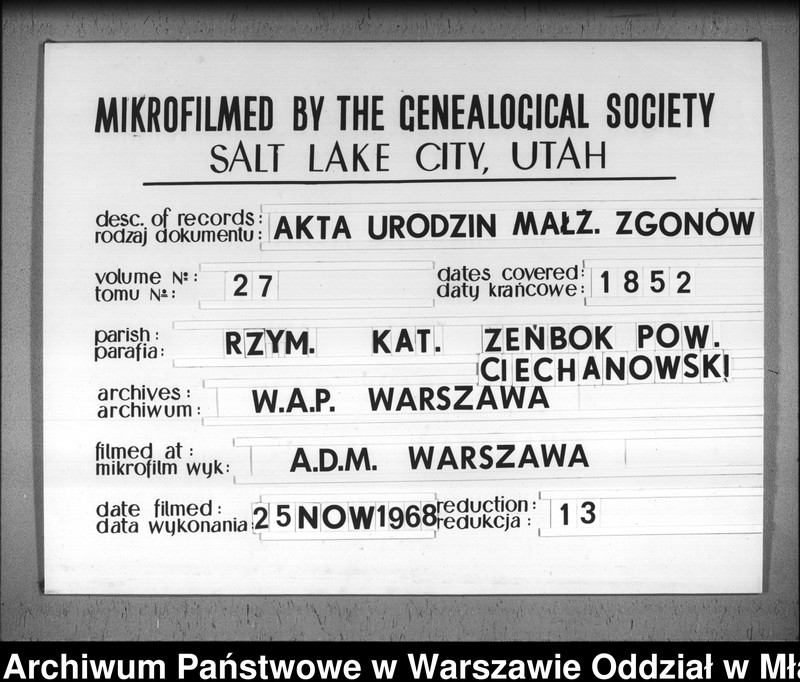 MIKROFILMED BY THE GENEALOGICAL SOCIETY
SALT LAKE CITY, UTAH
desc. of records: AKTA URODZIN MAŁŻ. ZGONÓW
rodzaj dokumentu:
volume №: 27 dates covered: 1852
tomu №: daty krańcowe:
parish: RZYM. KAT. ZEŃBOK POW.
parafia: CIECHANOWSKI
archives: W.A.P. WARSZAWA
archiwum:
filmed at: A.D.M. WARSZAWA
mikrofilm wyk:
date filmed: 25 NOW 1968 reduction: 13
data wykonania: redukcja:
Archiwum Państwowe w Warszawie Oddział w